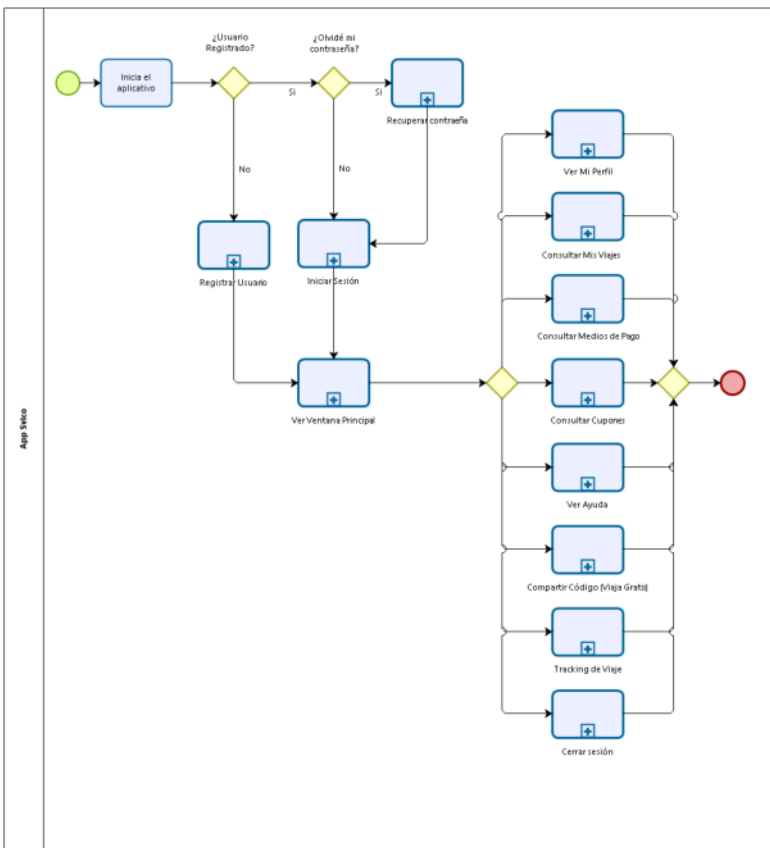 ¿Usuario
Registrado?
¿Olvidé mi
contraseña?
Inicia el
aplicativo
Si
Si
Recuperar contraeña
No
No
Registrar Usuario
Iniciar Sesión
Ver Ventana Principal
Ver Mi Perfil
Consultar Mis Viajes
Consultar Medios de Pago
Consultar Cupones
Ver Ayuda
Compartir Código (Viaja Gratis)
Tracking de Viaje
Cerrar sesión
App Svico